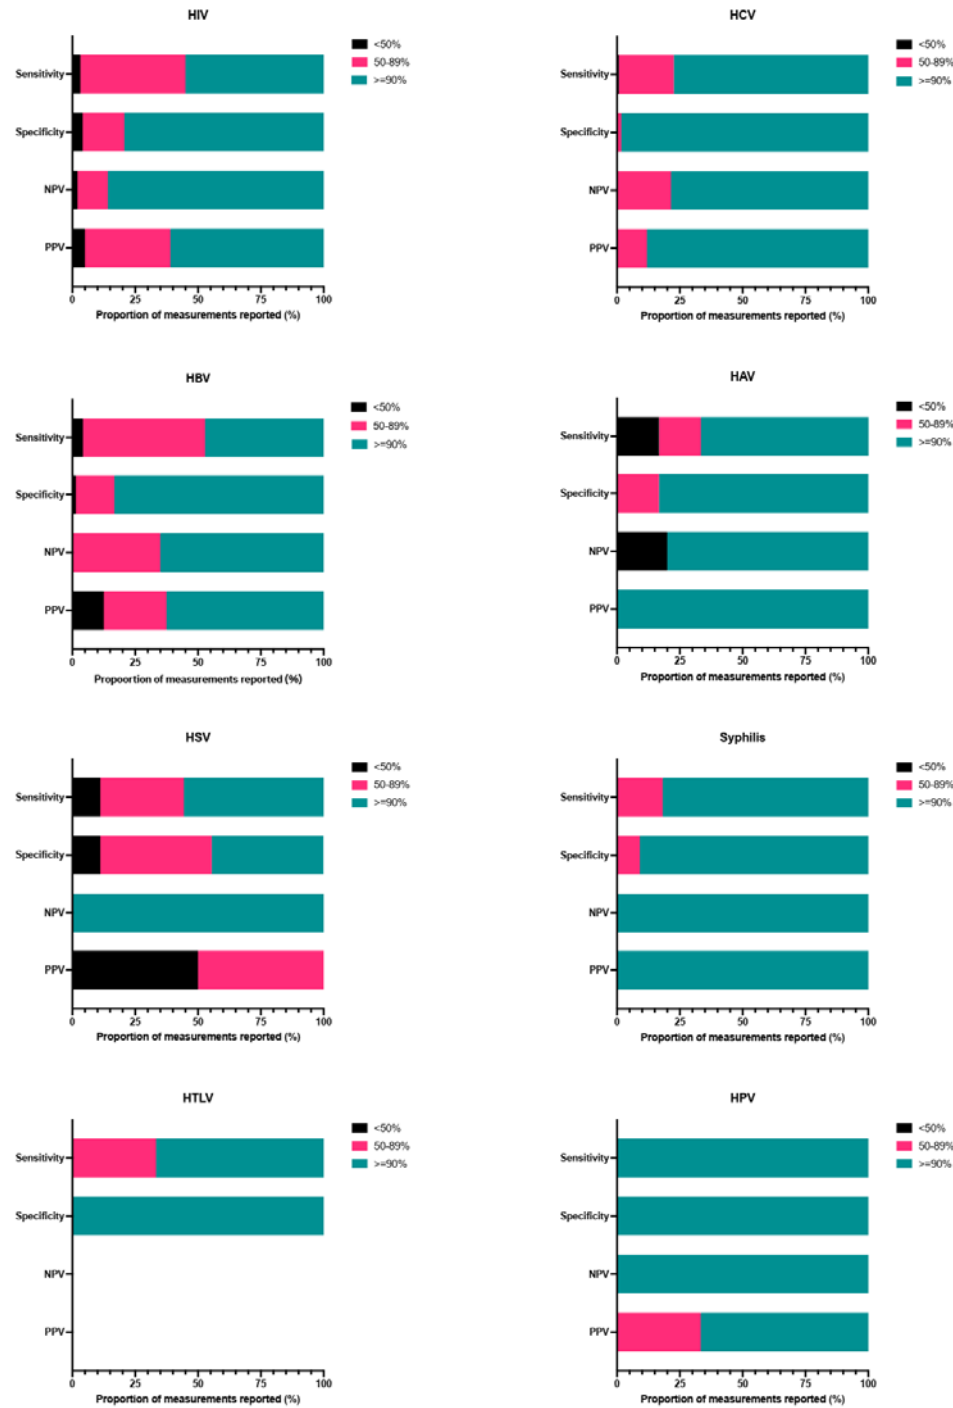 HIV
<50%
50-89%
>=90%
Sensitivity
Specificity
NPV
PPV
0 25 50 75 100
Proportion of measurements reported (%)
HCV
<50%
50-89%
>=90%
Sensitivity
Specificity
NPV
PPV
0 25 50 75 100
Proportion of measurements reported (%)
HBV
<50%
50-89%
>=90%
Sensitivity
Specificity
NPV
PPV
0 25 50 75 100
Propoortion of measurements reported (%)
HAV
<50%
50-89%
>=90%
Sensitivity
Specificity
NPV
PPV
0 25 50 75 100
Proportion of measurements reported (%)
HSV
<50%
50-89%
>=90%
Sensitivity
Specificity
NPV
PPV
0 25 50 75 100
Proportion of measurements reported (%)
Syphilis
<50%
50-89%
>=90%
Sensitivity
Specificity
NPV
PPV
0 25 50 75 100
Proportion of measurements reported (%)
HTLV
<50%
50-89%
>=90%
Sensitivity
Specificity
NPV
PPV
0 25 50 75 100
Proportion of measurements reported (%)
HPV
<50%
50-89%
>=90%
Sensitivity
Specificity
NPV
PPV
0 25 50 75 100
Proportion of measurements reported (%)